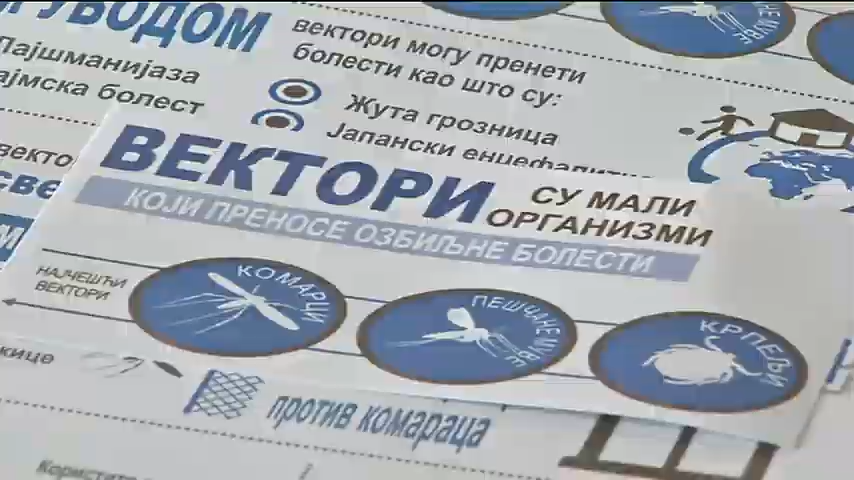 УВОДОМ
вектори могу пренети
болести као што су:
Лајшманијаза
ајмска болест
Жута грозница
Јапански енцефалитис
ВЕКТОРИ
СУ МАЛИ
ОРГАНИЗМИ
КОЈИ ПРЕНОСЕ ОЗБИЉНЕ БОЛЕСТИ
НАЈЧЕШЋИ
ВЕКТОРИ
КОМАРЦИ
ПЕШЧАНЕ МУВЕ
КРПЕЉИ
против комараца
Користите